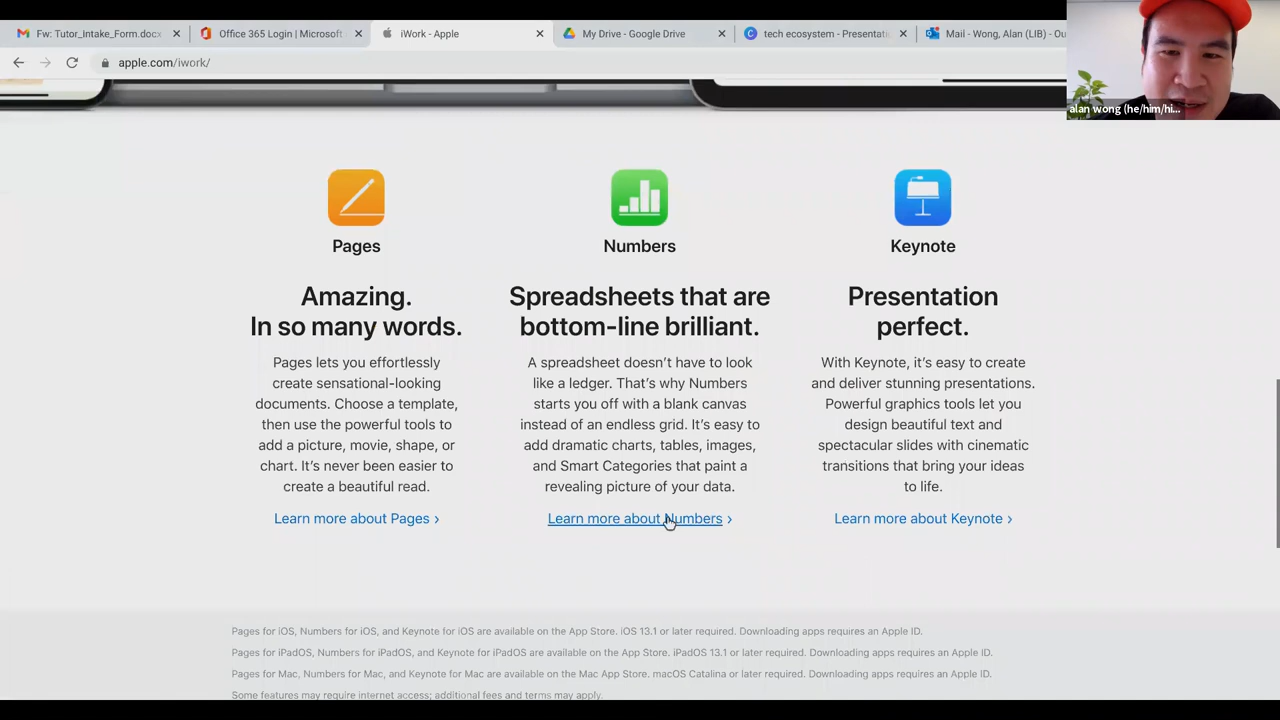 Fw: Tutor_Intake_Form.docx
Office 365 Login | Microsoft
iWork - Apple
My Drive - Google Drive
tech ecosystem - Presentati
Mail - Wong, Alan (LIB) - Ou
apple.com/iwork/
alan wong (he/him/hi...
Pages
Amazing.
In so many words.
Pages lets you effortlessly
create sensational-looking
documents. Choose a template,
then use the powerful tools to
add a picture, movie, shape, or
chart. It's never been easier to
create a beautiful read.
Learn more about Pages ›
Numbers
Spreadsheets that are
bottom-line brilliant.
A spreadsheet doesn't have to look
like a ledger. That's why Numbers
starts you off with a blank canvas
instead of an endless grid. It's easy to
add dramatic charts, tables, images,
and Smart Categories that paint a
revealing picture of your data.
Learn more about Numbers ›
Keynote
Presentation
perfect.
With Keynote, it's easy to create
and deliver stunning presentations.
Powerful graphics tools let you
design beautiful text and
spectacular slides with cinematic
transitions that bring your ideas
to life.
Learn more about Keynote ›
Pages for iOS, Numbers for iOS, and Keynote for iOS are available on the App Store. iOS 13.1 or later required. Downloading apps requires an Apple ID.
Pages for iPadOS, Numbers for iPadOS, and Keynote for iPadOS are available on the App Store. iPadOS 13.1 or later required. Downloading apps requires an Apple ID.
Pages for Mac, Numbers for Mac, and Keynote for Mac are available on the Mac App Store. macOS Catalina or later required. Downloading apps requires an Apple ID.
Some features may require internet access; additional fees and terms may apply.